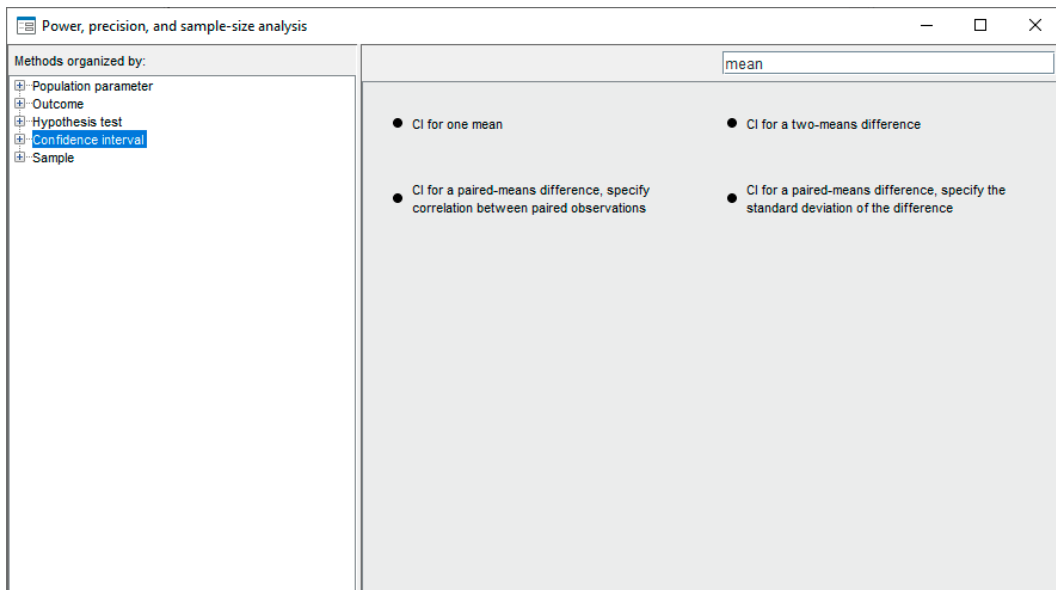 Power, precision, and sample-size analysis
Methods organized by:
Population parameter
Outcome
Hypothesis test
Confidence interval
Sample
mean
CI for one mean
CI for a two-means difference
CI for a paired-means difference, specify
correlation between paired observations
CI for a paired-means difference, specify the
standard deviation of the difference